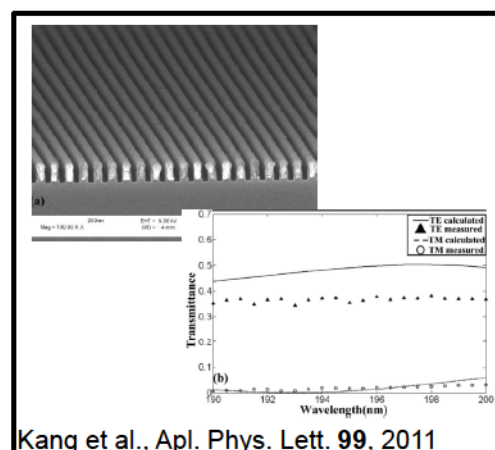 (a)
200nm
EHT = 5.00 kV
Mag = 100.00 K X
WD = 4 mm
0.7
0.6
0.5
0.4
0.3
0.2
0.1
0
Transmittance
TE calculated
TE measured
TM calculated
TM measured
(b)
190
192
194
196
198
200
Wavelength(nm)
Kang et al., Apl. Phys. Lett. 99, 2011